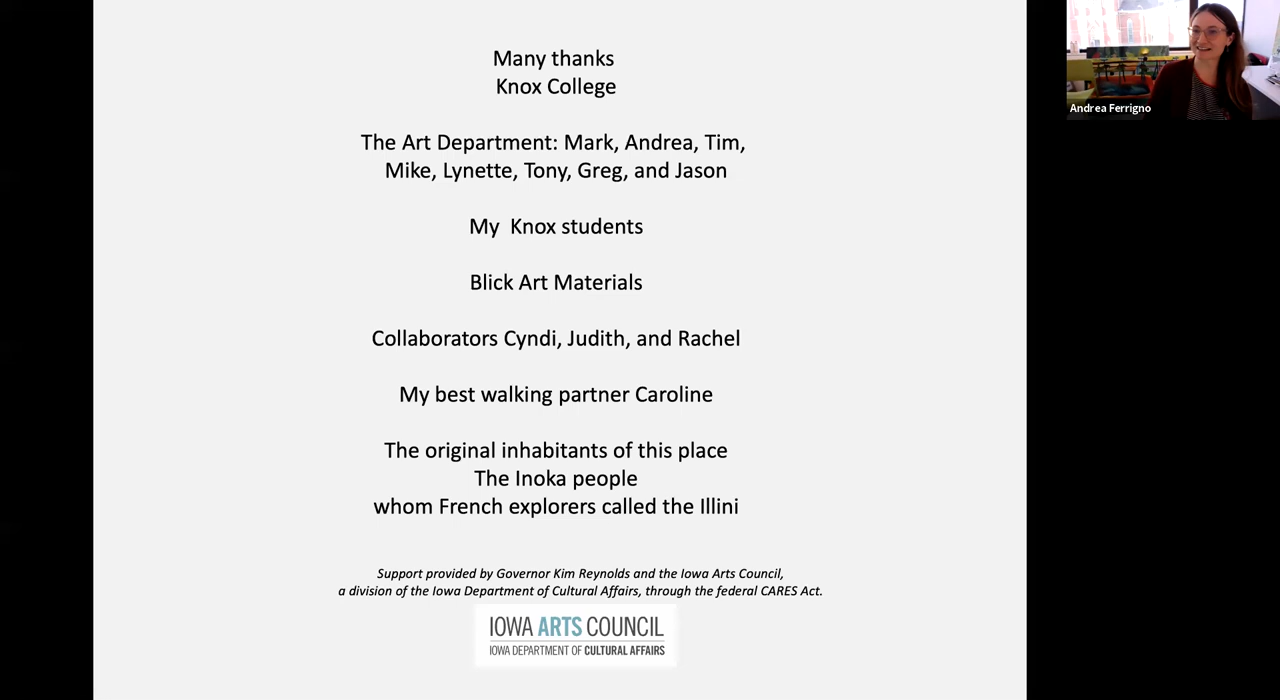 Many thanks
Knox College
The Art Department: Mark, Andrea, Tim,
Mike, Lynette, Tony, Greg, and Jason
My  Knox students
Blick Art Materials
Collaborators Cyndi, Judith, and Rachel
My best walking partner Caroline
The original inhabitants of this place
The Inoka people
whom French explorers called the Illini
Support provided by Governor Kim Reynolds and the Iowa Arts Council,
a division of the Iowa Department of Cultural Affairs, through the federal CARES Act.
IOWA ARTS COUNCIL
IOWA DEPARTMENT OF CULTURAL AFFAIRS
Andrea Ferrigno